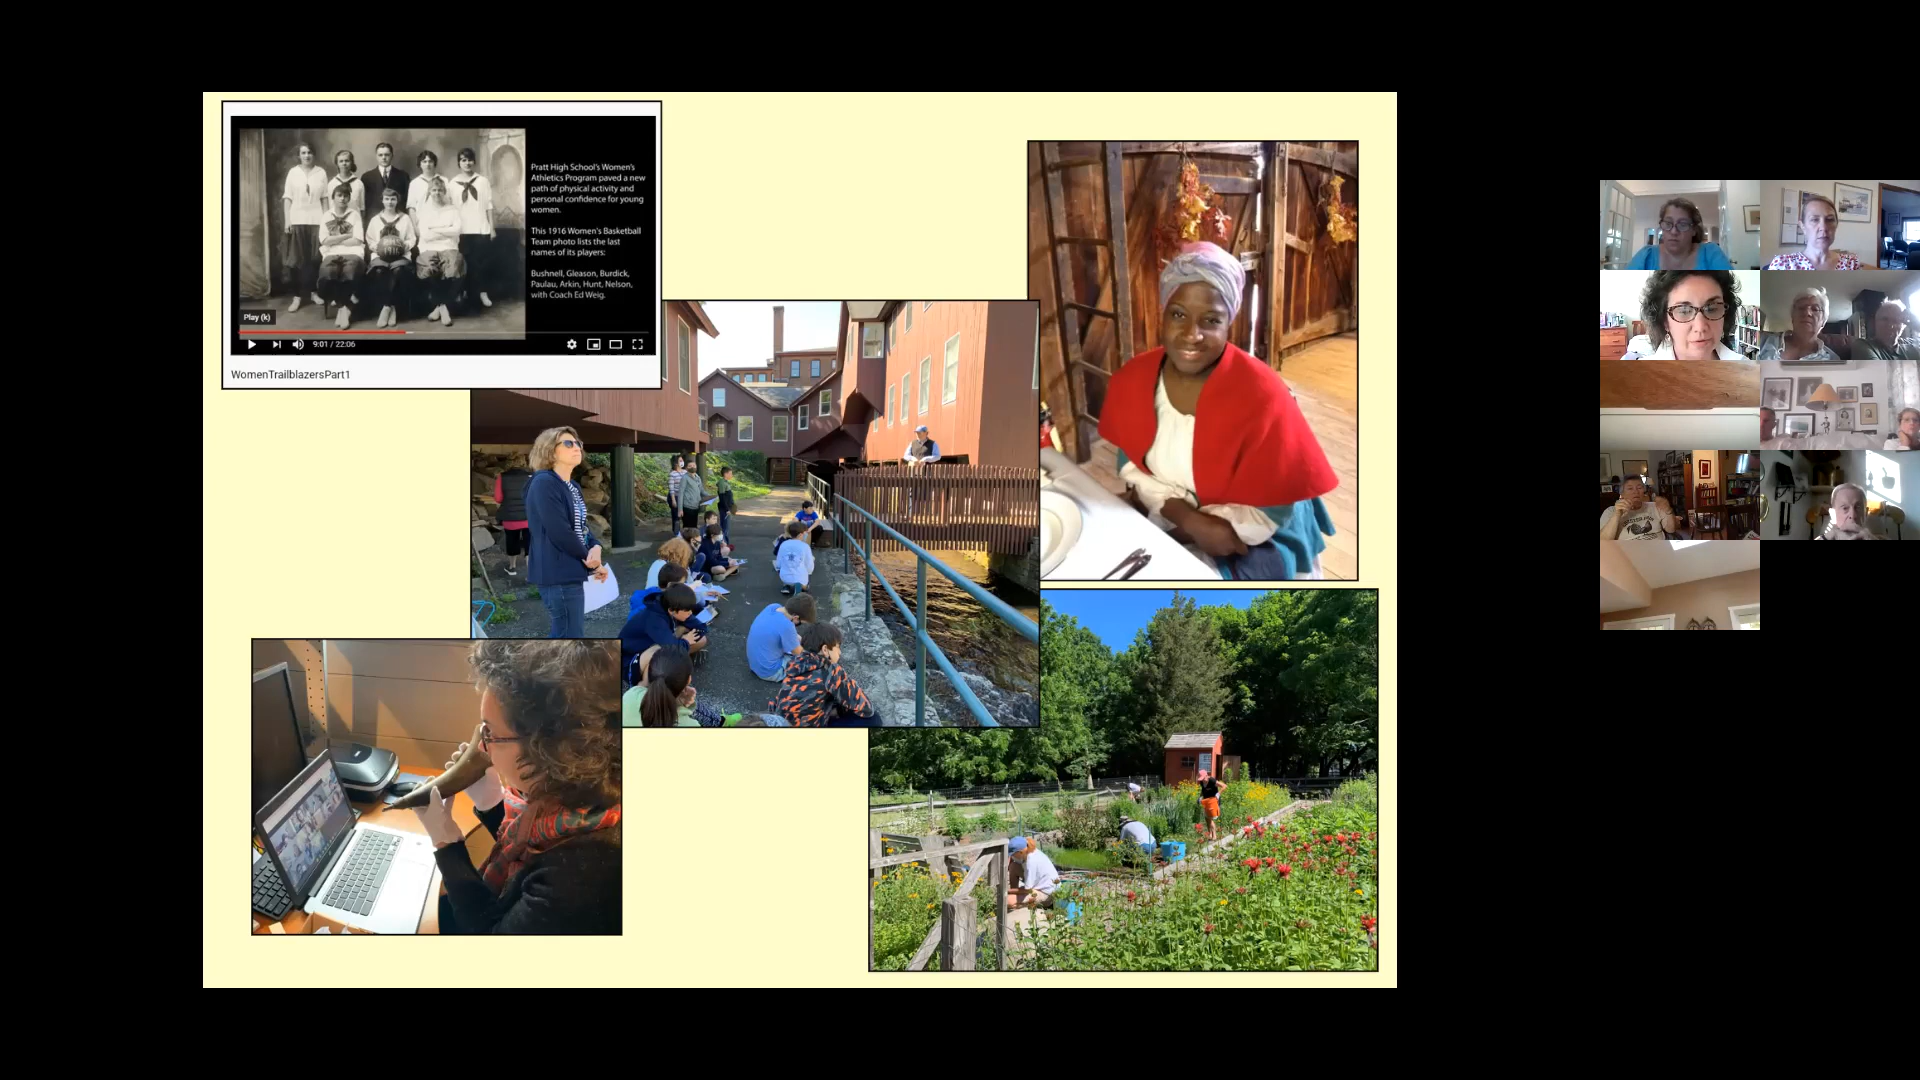 Pratt High School's Women's
Athletics Program paved a new
path of physical activity and
personal confidence for young
women.
This 1916 Women's Basketball
Team photo lists the last
names of its players:
Bushnell, Gleason, Burdick,
Paulau, Arkin, Hunt, Nelson,
with Coach Ed Weig.
Play (k)
9:01 / 22:06
WomenTrailblazersPart1